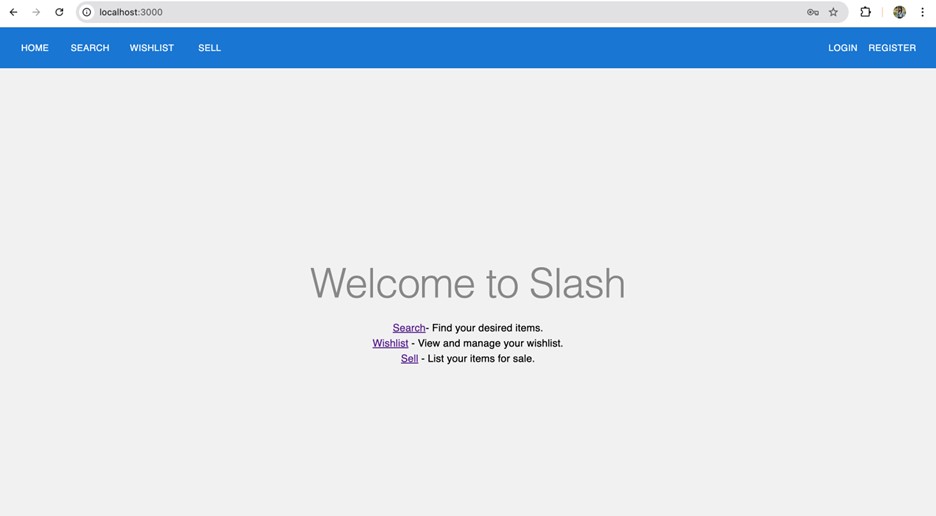 localhost:3000
HOME SEARCH WISHLIST SELL LOGIN REGISTER
Welcome to Slash
Search- Find your desired items.
Wishlist - View and manage your wishlist.
Sell - List your items for sale.